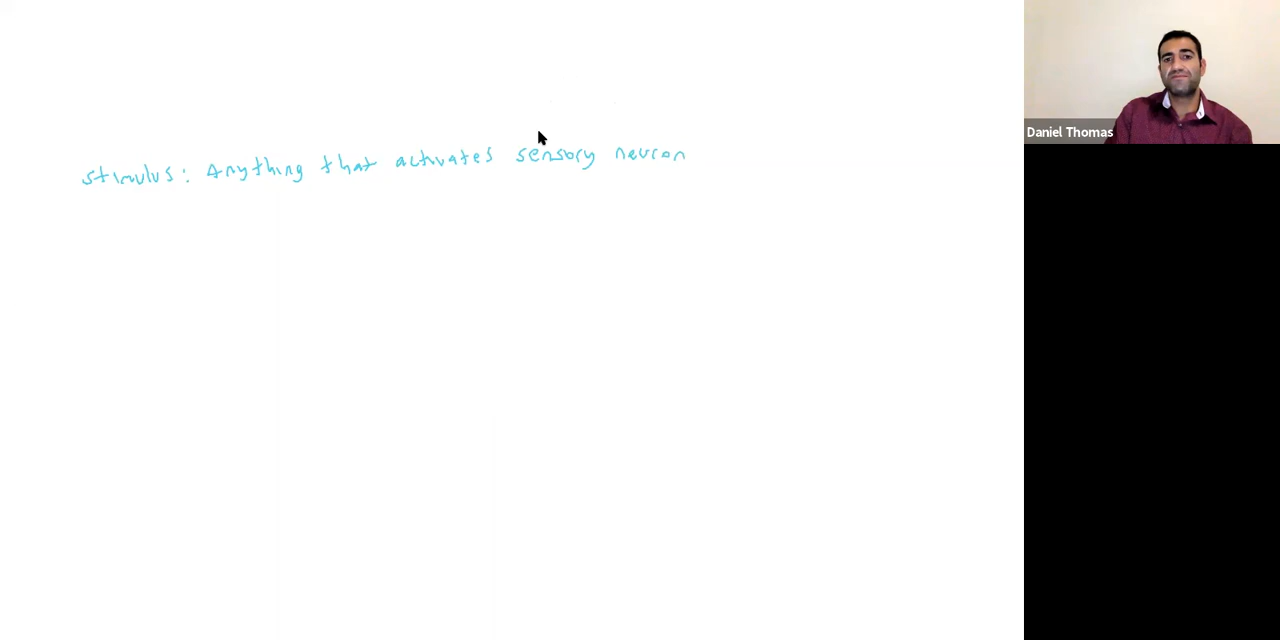 stimulus: Anything that activates sensory neuron
Daniel Thomas